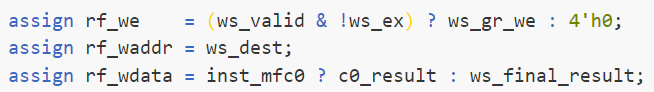 assign rf_we    = (ws_valid & !ws_ex) ? ws_gr_we : 4'h0;
assign rf_waddr = ws_dest;
assign rf_wdata = inst_mfc0 ? c0_result : ws_final_result;